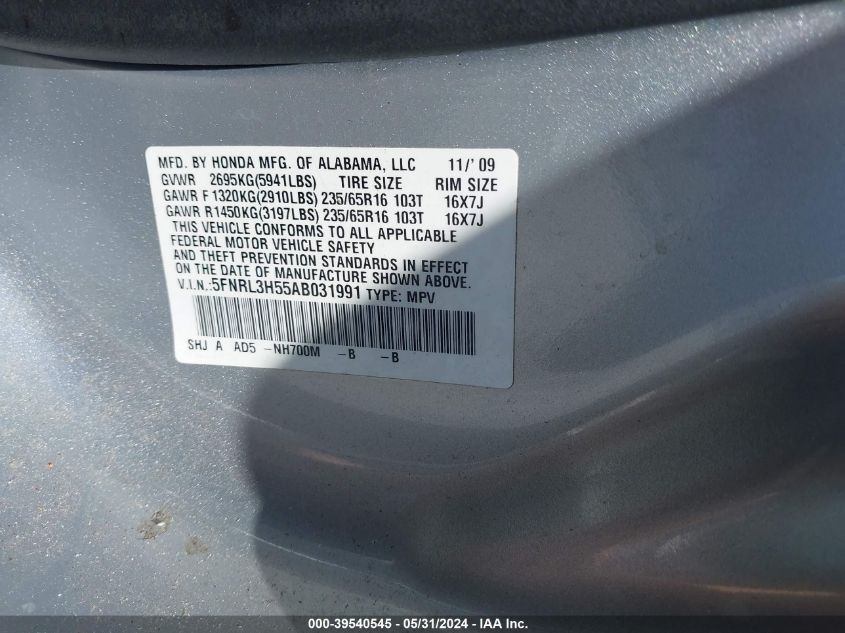 MFD. BY HONDA MFG. OF ALABAMA, LLC 11/'09
GVWR 2695KG(5941LBS) TIRE SIZE RIM SIZE
GAWR F 1320KG(2910LBS) 235/65R16 103T 16X7J
GAWR R1450KG(3197LBS) 235/65R16 103T 16X7J
THIS VEHICLE CONFORMS TO ALL APPLICABLE
FEDERAL MOTOR VEHICLE SAFETY
AND THEFT PREVENTION STANDARDS IN EFFECT
ON THE DATE OF MANUFACTURE SHOWN ABOVE.
V.I.N.:5FNRL3H55AB031991 TYPE: MPV
SHJ A AD5 -NH700M -B -B
000-39540545 - 05/31/2024 - IAA Inc.